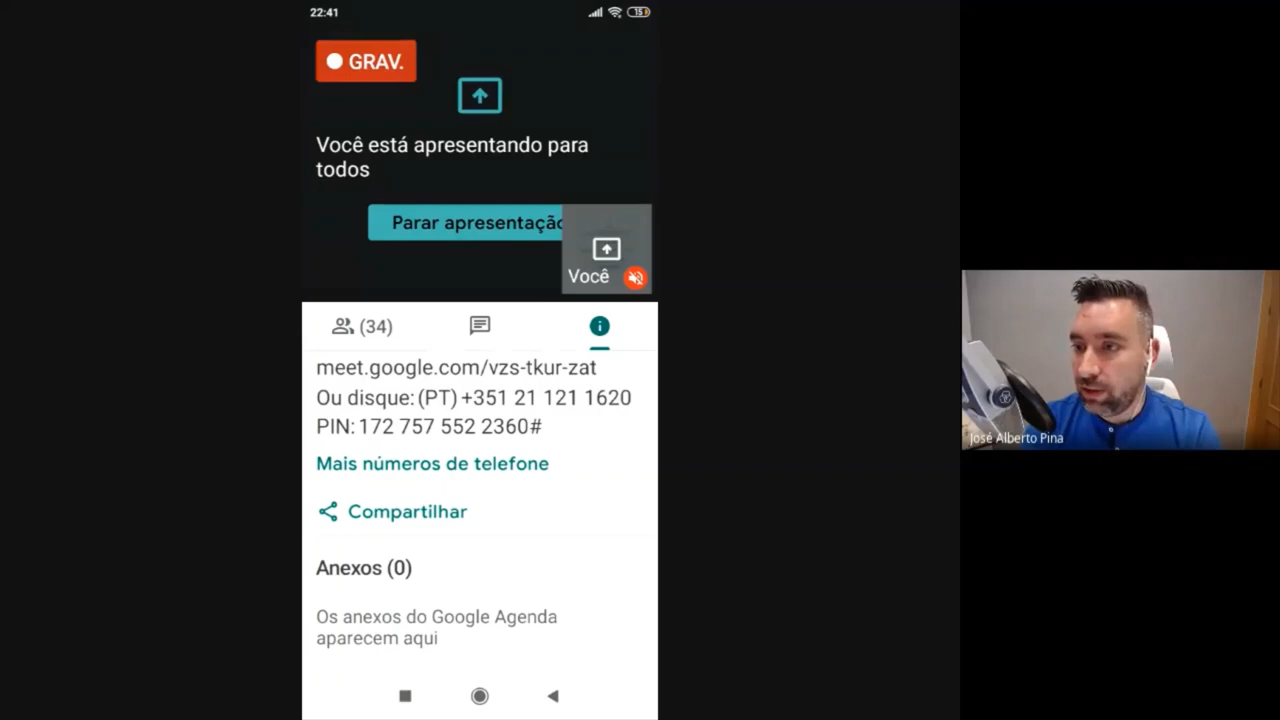 22:41
15
GRAV.
Você está apresentando para
todos
Parar apresentação
Você
(34)
meet.google.com/vzs-tkur-zat
Ou disque: (PT) +351 21 121 1620
PIN: 172 757 552 2360#
Mais números de telefone
Compartilhar
Anexos (0)
Os anexos do Google Agenda
aparecem aqui
José Alberto Pina